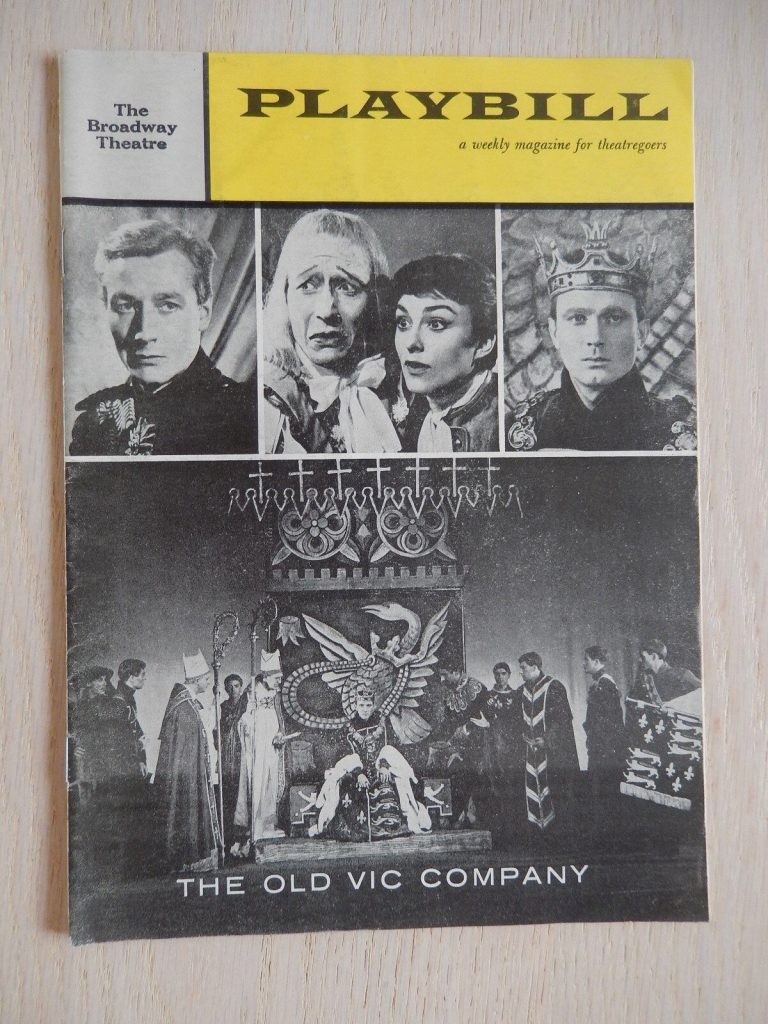 The
Broadway
Theatre
PLAYBILL
a weekly magazine for theatregoers
THE OLD VIC COMPANY